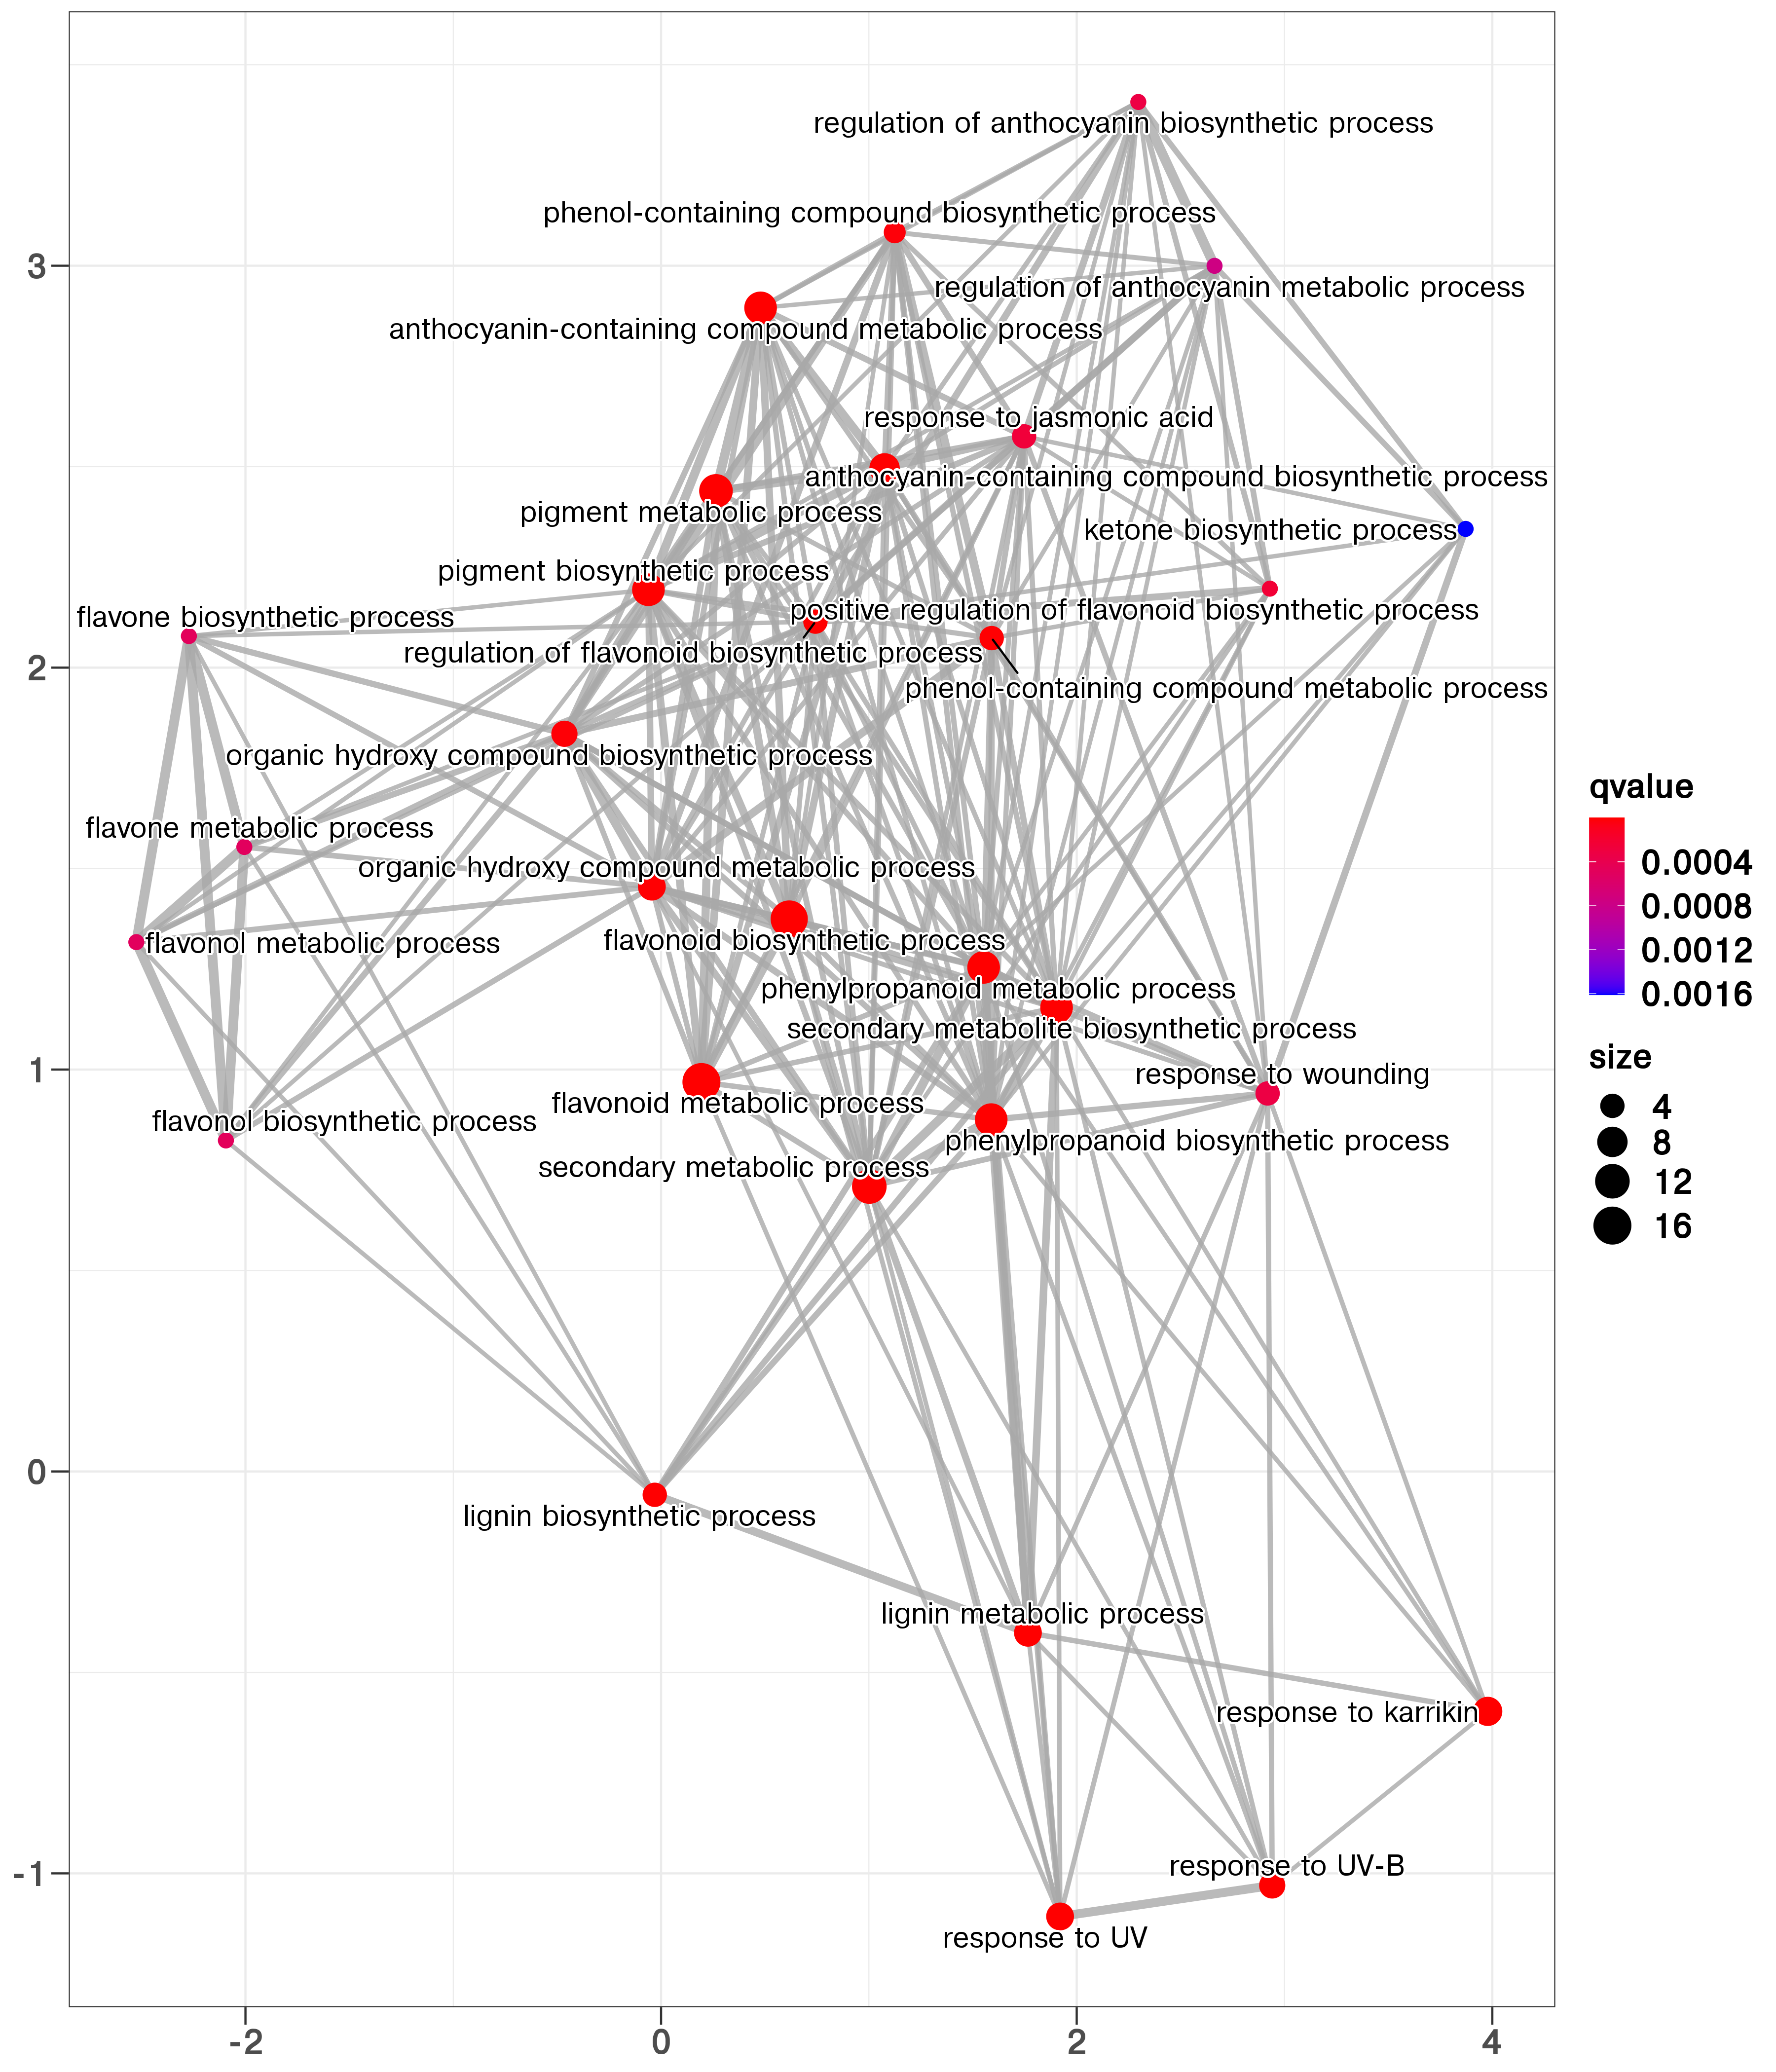 regulation of anthocyanin biosynthetic process
phenol-containing compound biosynthetic process
3
regulation of anthocyanin metabolic process
anthocyanin-containing compound metabolic process
response to jasmonic acid
anthocyanin-containing compound biosynthetic process
pigment metabolic process
ketone biosynthetic process
pigment biosynthetic process
positive regulation of flavonoid biosynthetic process
flavone biosynthetic process
regulation of flavonoid biosynthetic process
2
phenol-containing compound metabolic process
organic hydroxy compound biosynthetic process
qvalue
flavone metabolic process
0.0004
organic hydroxy compound metabolic process
0.0008
flavonoid biosynthetic process
flavonol metabolic process
0.0012
phenylpropanoid metabolic process
0.0016
secondary metabolite biosynthetic process
size
1
response to wounding
flavonoid metabolic process
4
flavonol biosynthetic process
phenylpropanoid biosynthetic process
8
secondary metabolic process
12
16
0
lignin biosynthetic process
lignin metabolic process
response to karrikin
response to UV-B
-1
response to UV
-2
0
2
4